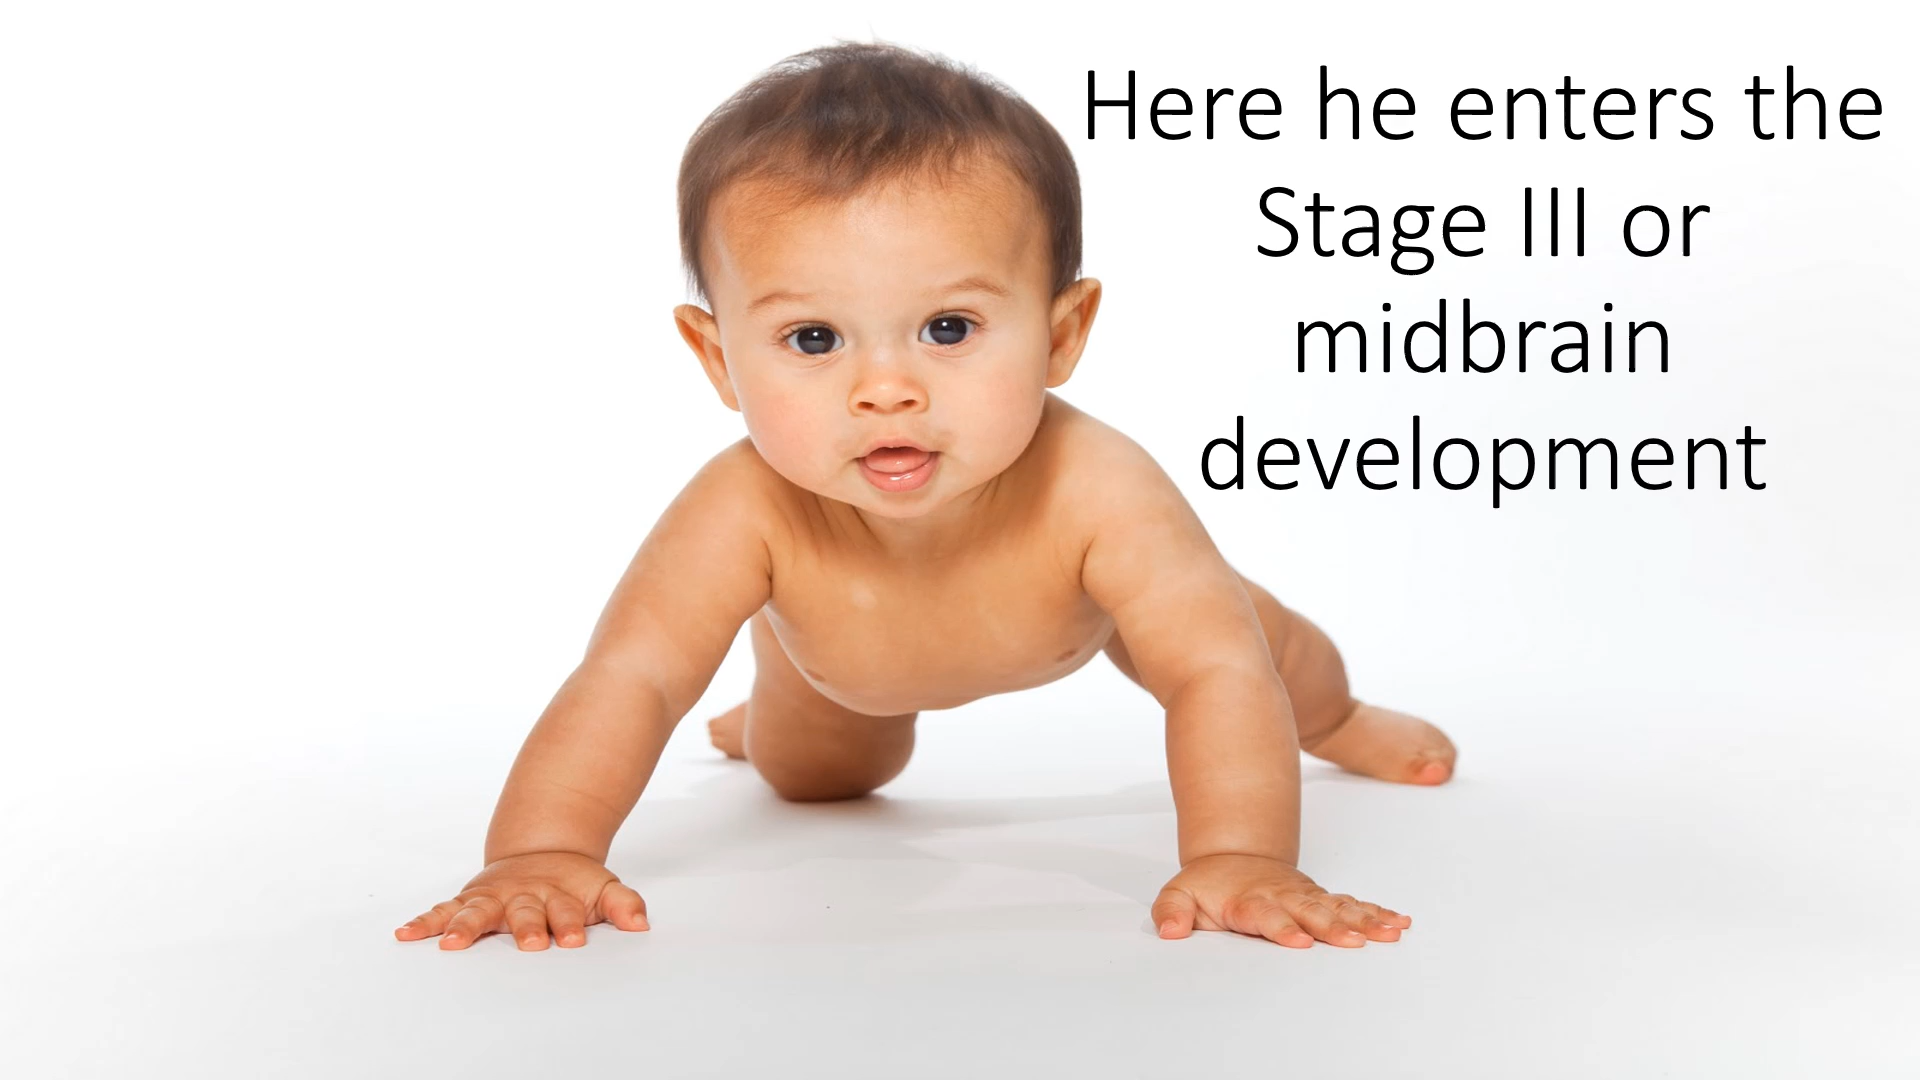 Here he enters the
Stage III or
midbrain
development